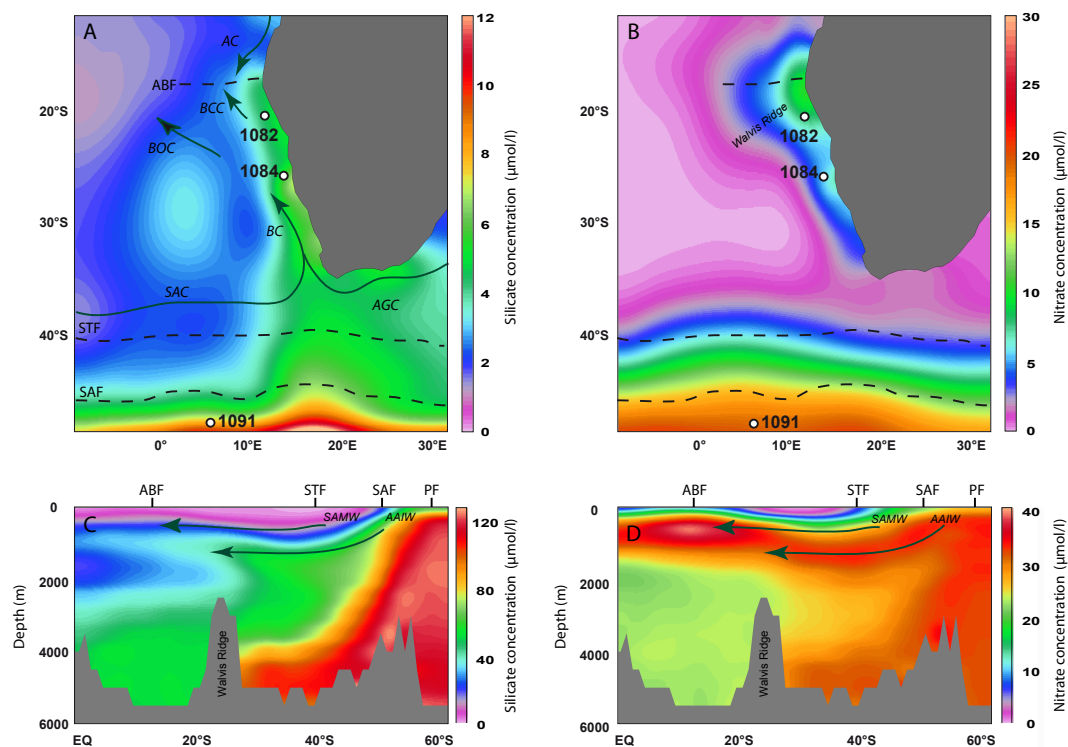 A
AC
ABF
BCC
BOC
1082
1084
BC
SAC
AGC
STF
SAF
1091
20°S
30°S
40°S
0°
10°E
20°E
30°E
12
10
8
6
4
2
0
Silicate concentration (µmol/l)
B
Walvis Ridge
1082
1084
1091
20°S
30°S
40°S
0°
10°E
20°E
30°E
30
25
20
15
10
5
0
Nitrate concentration (µmol/l)
ABF STF SAF PF
C
SAMW AAIW
Walvis Ridge
0
2000
4000
6000
Depth (m)
EQ 20°S 40°S 60°S
120
80
40
0
Silicate concentration (µmol/l)
ABF STF SAF PF
D
SAMW AAIW
Walvis Ridge
0
2000
4000
6000
Depth (m)
EQ 20°S 40°S 60°S
40
30
20
10
0
Nitrate concentration (µmol/l)